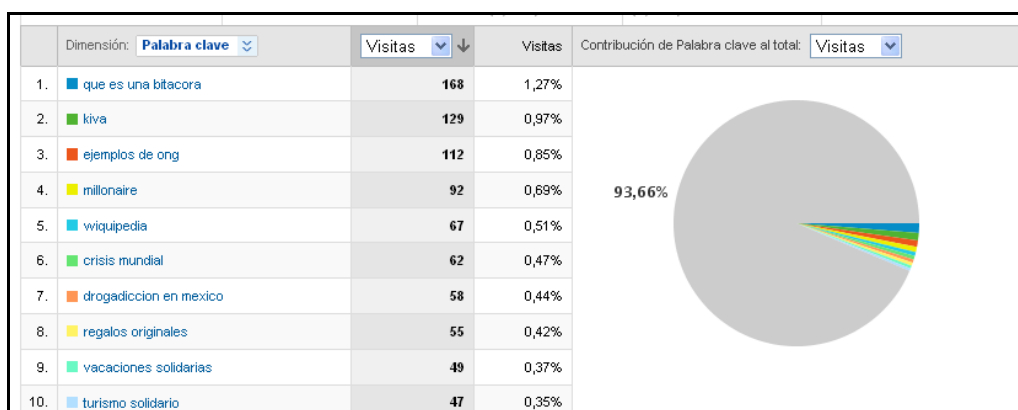 Dimensión: Palabra clave Visitas Visitas Contribución de Palabra clave al total: Visitas
1. que es una bitacora 168 1,27%
2. kiva 129 0,97%
3. ejemplos de ong 112 0,85%
4. millonaire 92 0,69%
93,66%
5. wiquipedia 67 0,51%
6. crisis mundial 62 0,47%
7. drogadiccion en mexico 58 0,44%
8. regalos originales 55 0,42%
9. vacaciones solidarias 49 0,37%
10. turismo solidario 47 0,35%